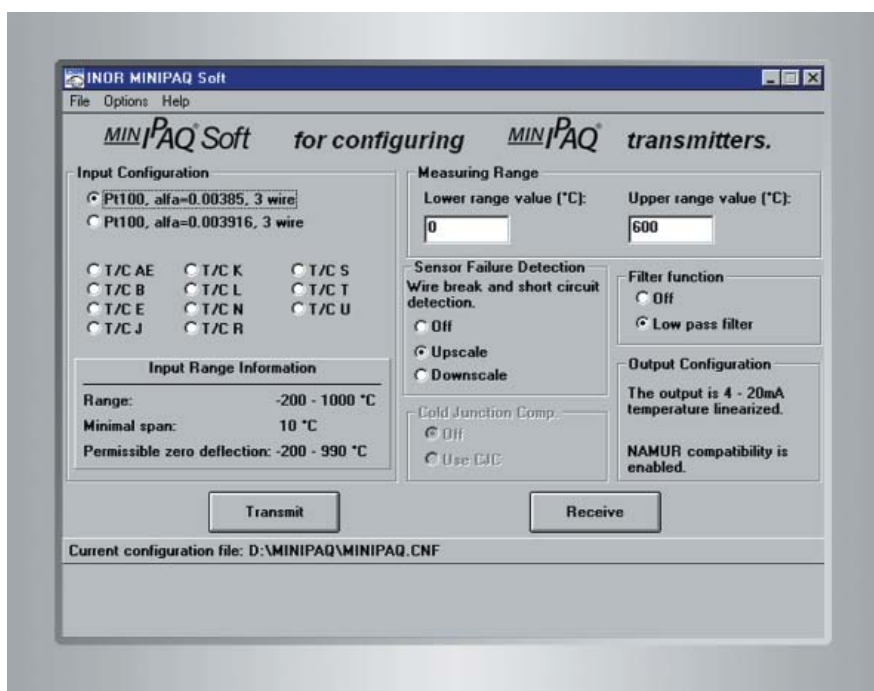 INOR MINIPAQ Soft
File Options Help
MINIPAQ® Soft for configuring MINIPAQ® transmitters.
Input Configuration
Pt100, alfa=0.00385, 3 wire
Pt100, alfa=0.003916, 3 wire
T/C AE T/C K T/C S
T/C B T/C L T/C T
T/C E T/C N T/C U
T/C J T/C R
Input Range Information
Range: -200 - 1000 °C
Minimal span: 10 °C
Permissible zero deflection: -200 - 990 °C
Measuring Range
Lower range value (°C): Upper range value (°C):
0 600
Sensor Failure Detection
Wire break and short circuit
detection.
Off
Upscale
Downscale
Cold Junction Comp.
Off
Use CJC
Filter function
Off
Low pass filter
Output Configuration
The output is 4 - 20mA
temperature linearized.
NAMUR compatibility is
enabled.
Transmit Receive
Current configuration file: D:\MINIPAQ\MINIPAQ.CNF